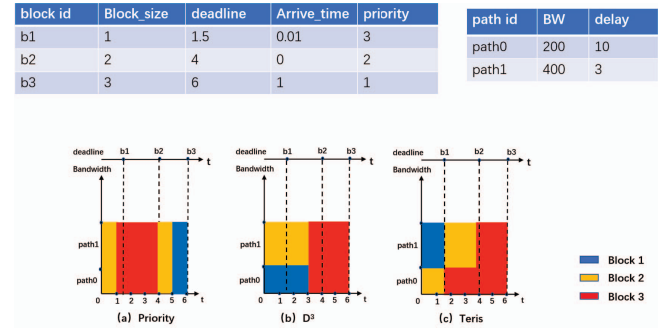 block id Block_size deadline Arrive_time priority
b1 1 1.5 0.01 3
b2 2 4 0 2
b3 3 6 1 1
path id BW delay
path0 200 10
path1 400 3
deadline b1 b2 b3 t
Bandwidth
path1
path0
0 1 2 3 4 5 6 t
(a) Priority
deadline b1 b2 b3 t
Bandwidth
path1
path0
0 1 2 3 4 5 6 t
(b) D³
deadline b1 b2 b3 t
Bandwidth
path1
path0
0 1 2 3 4 5 6 t
(c) Teris
Block 1
Block 2
Block 3